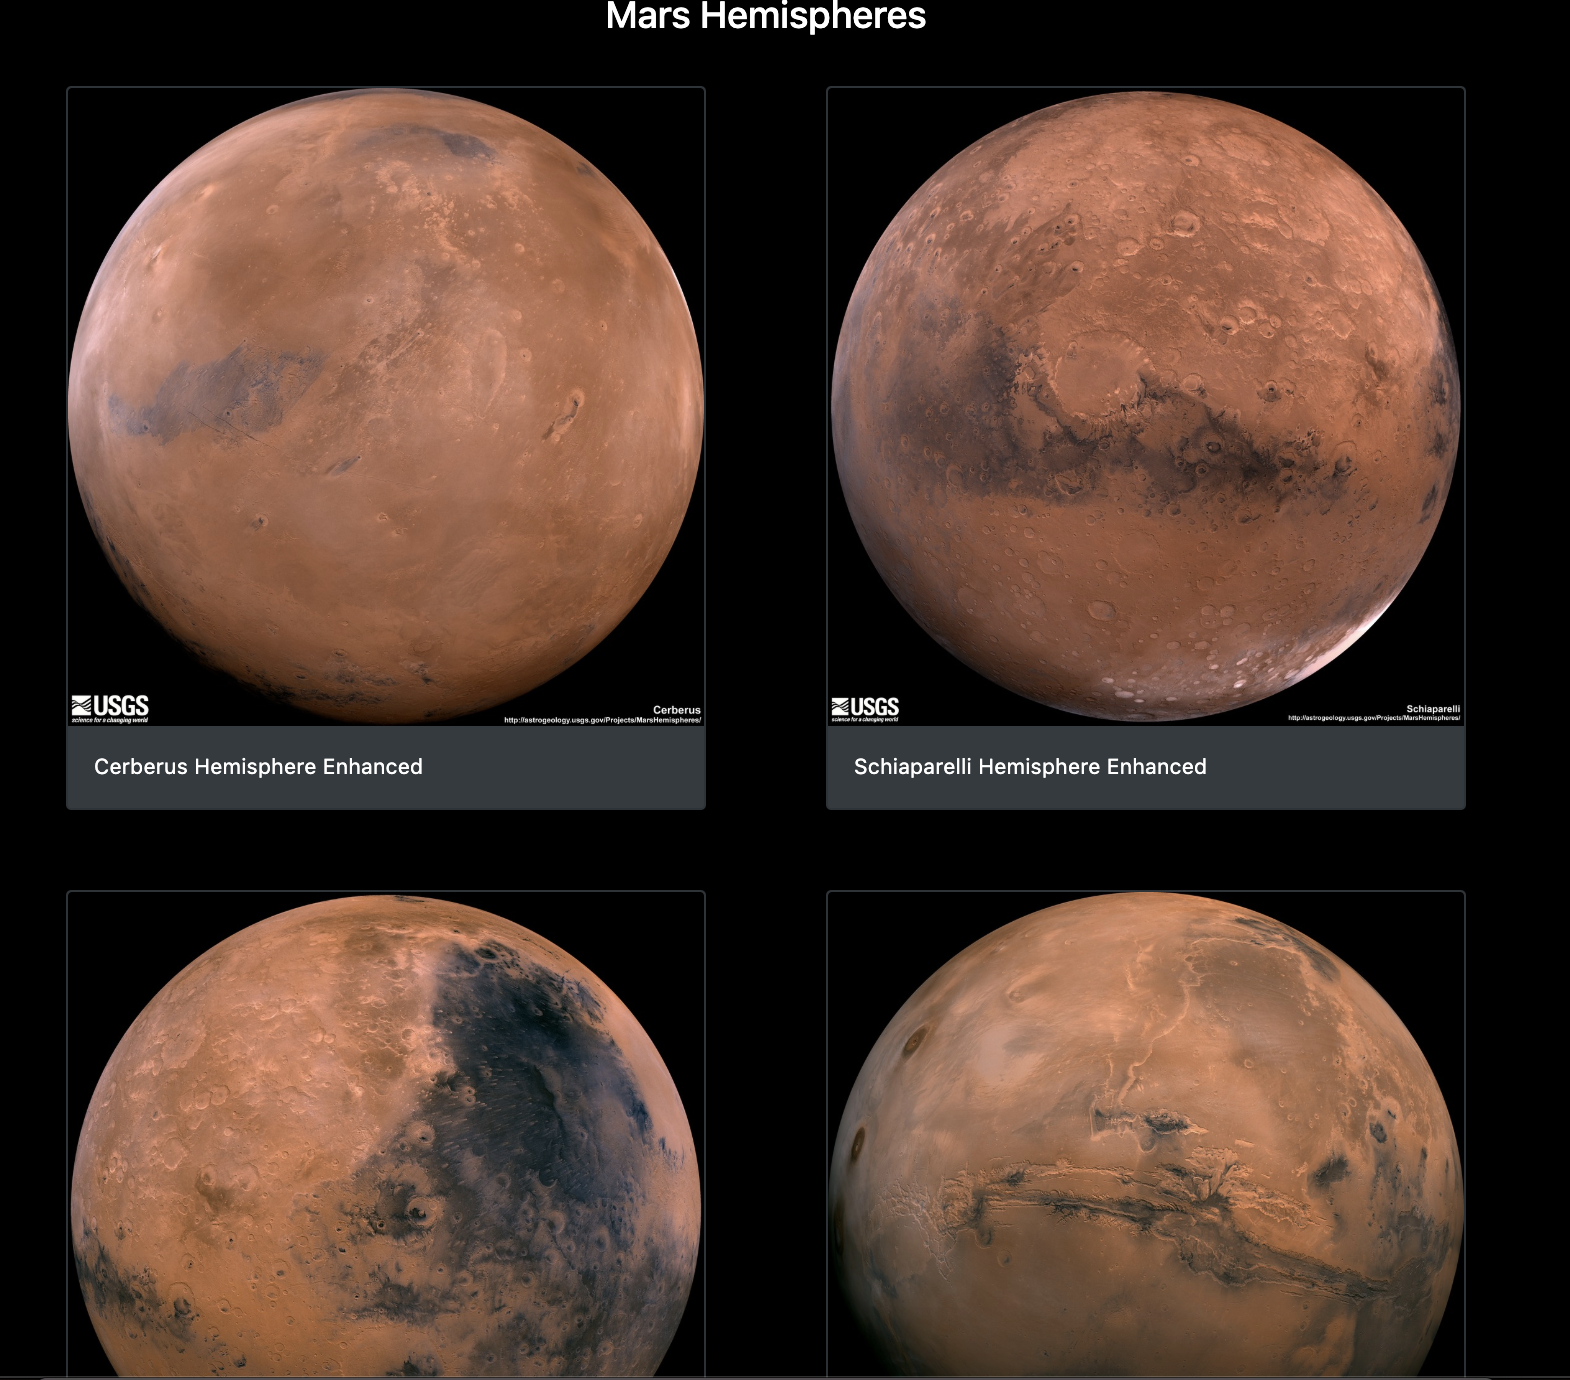 Mars Hemispheres
USGS
science for a changing world
Cerberus
http://astrogeology.usgs.gov/Projects/MarsHemispheres/
Cerberus Hemisphere Enhanced
USGS
science for a changing world
Schiaparelli
http://astrogeology.usgs.gov/Projects/MarsHemispheres/
Schiaparelli Hemisphere Enhanced